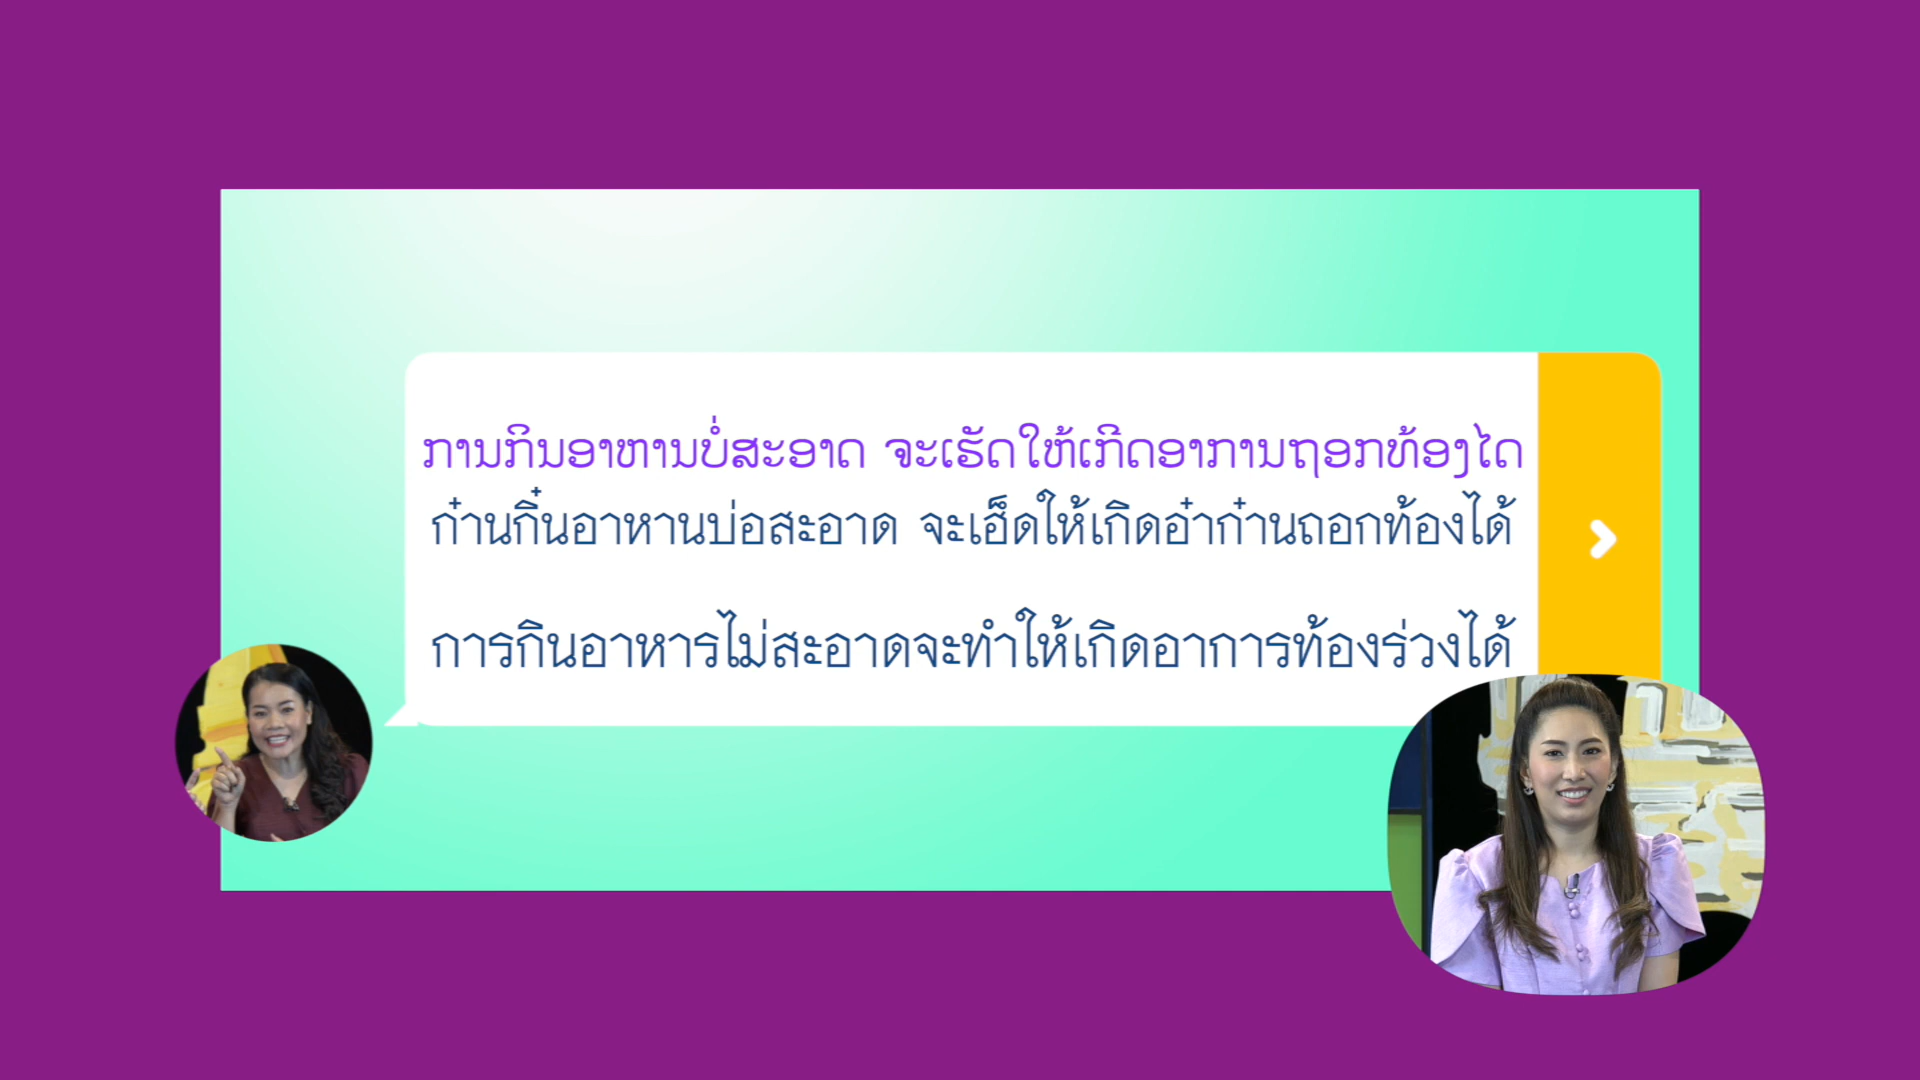 ການກິນອາຫານບໍ່ສະອາດ ຈະເຮັດໃຫ້ເກີດອາການຖອກທ້ອງໄດ
ก๋านกิ๋นอาหานบ่อสะอาด จะเฮ็ดให้เกิดอ๋าก๋านถอกท้องได้
การกินอาหารไม่สะอาดจะทำให้เกิดอาการท้องร่วงได้